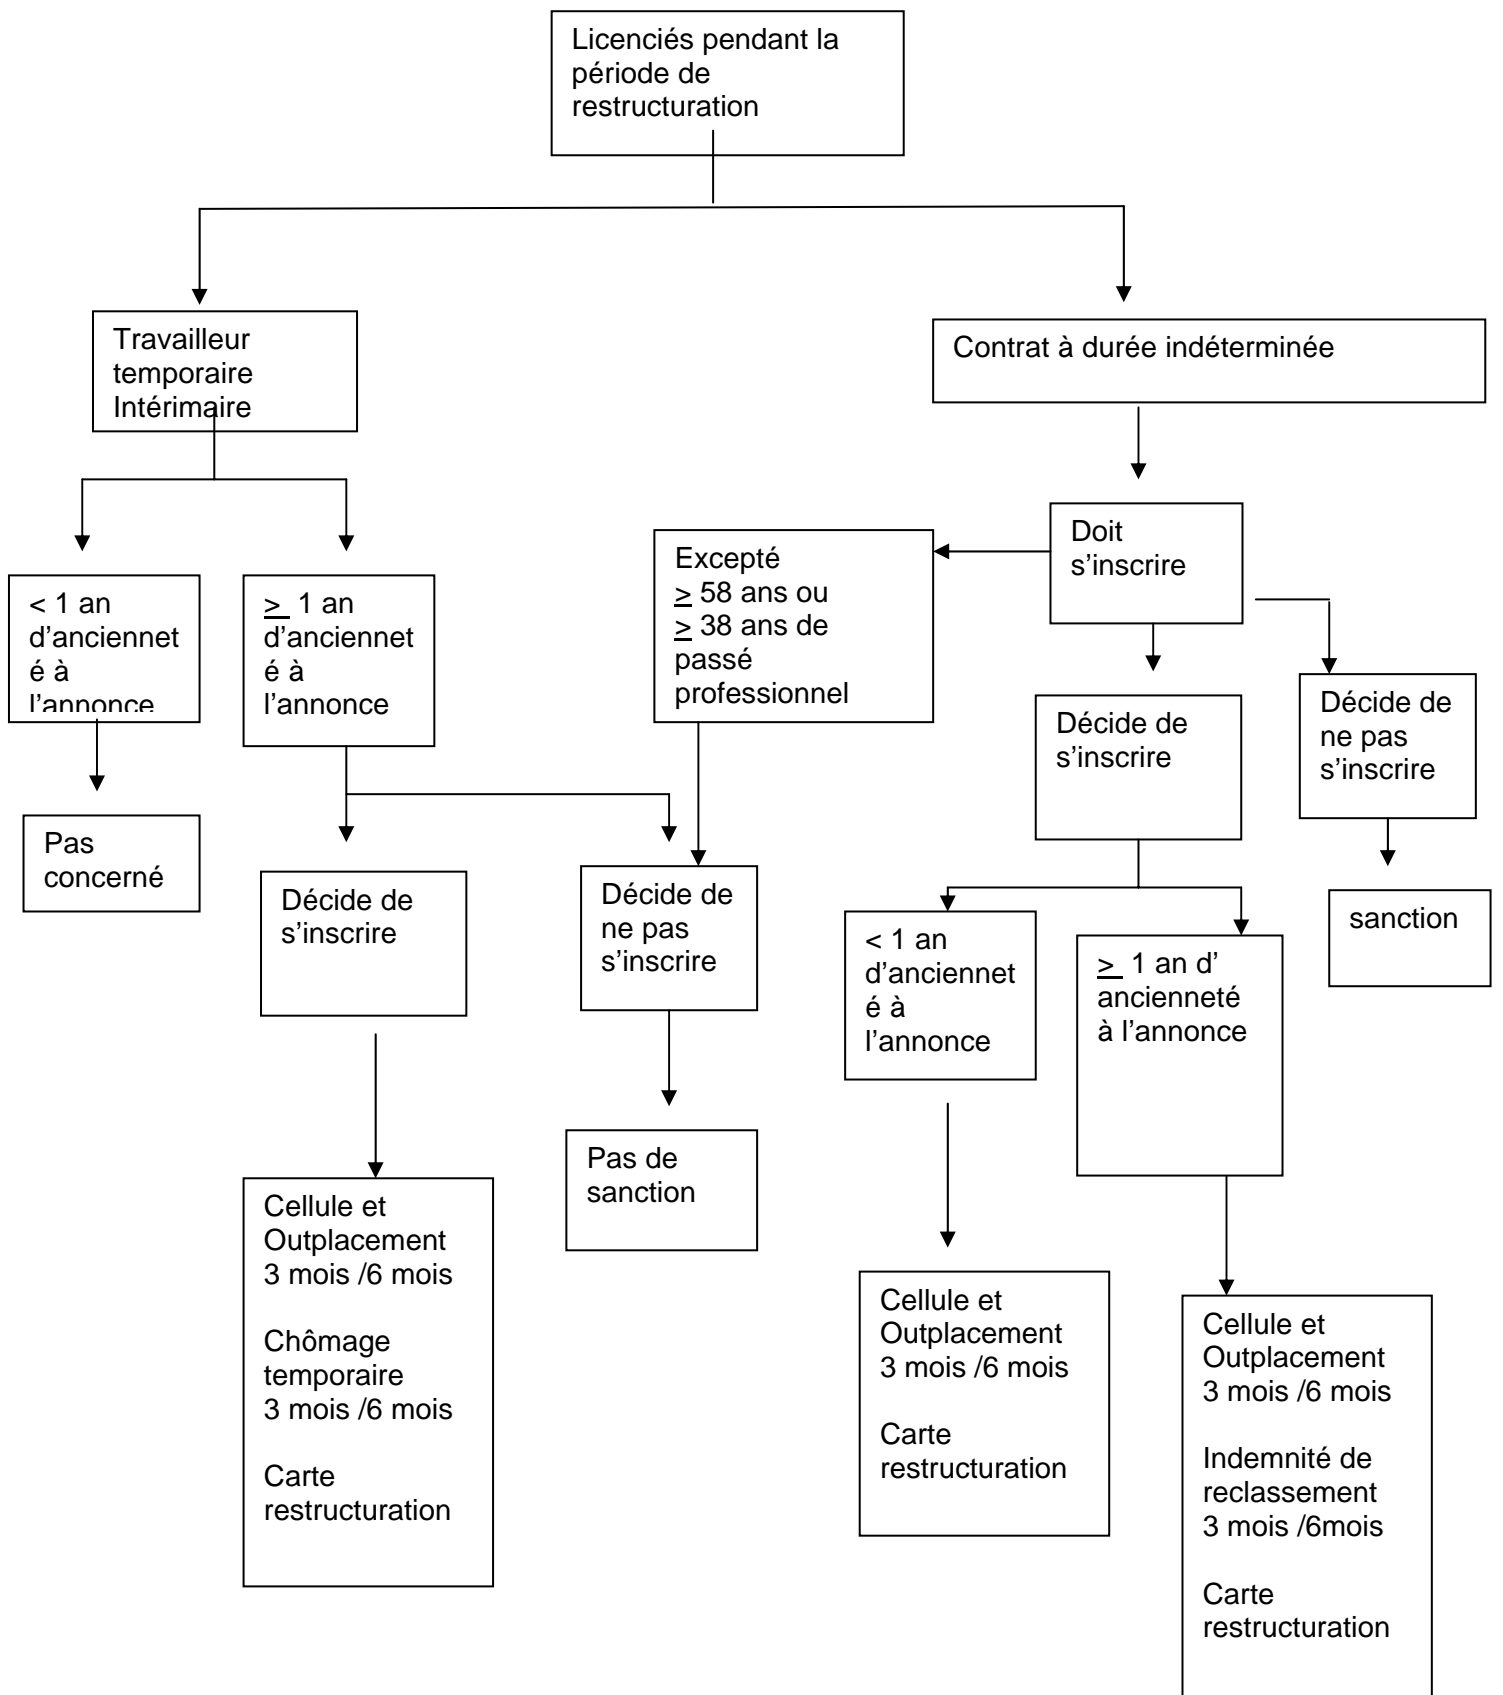 Licenciés pendant la
période de
restructuration
Travailleur
temporaire
Intérimaire
Contrat à durée indéterminée
Doit
s’inscrire
Excepté
≥ 58 ans ou
≥ 38 ans de
passé
professionnel
< 1 an
d’anciennet
é à
l’annonce
≥ 1 an
d’anciennet
é à
l’annonce
Décide de
s’inscrire
Décide de
ne pas
s’inscrire
Pas
concerné
Décide de
s’inscrire
Décide de
ne pas
s’inscrire
< 1 an
d’anciennet
é à
l’annonce
≥ 1 an d’
ancienneté
à l’annonce
sanction
Pas de
sanction
Cellule et
Outplacement
3 mois /6 mois
Chômage
temporaire
3 mois /6 mois
Carte
restructuration
Cellule et
Outplacement
3 mois /6 mois
Carte
restructuration
Cellule et
Outplacement
3 mois /6 mois
Indemnité de
reclassement
3 mois /6mois
Carte
restructuration